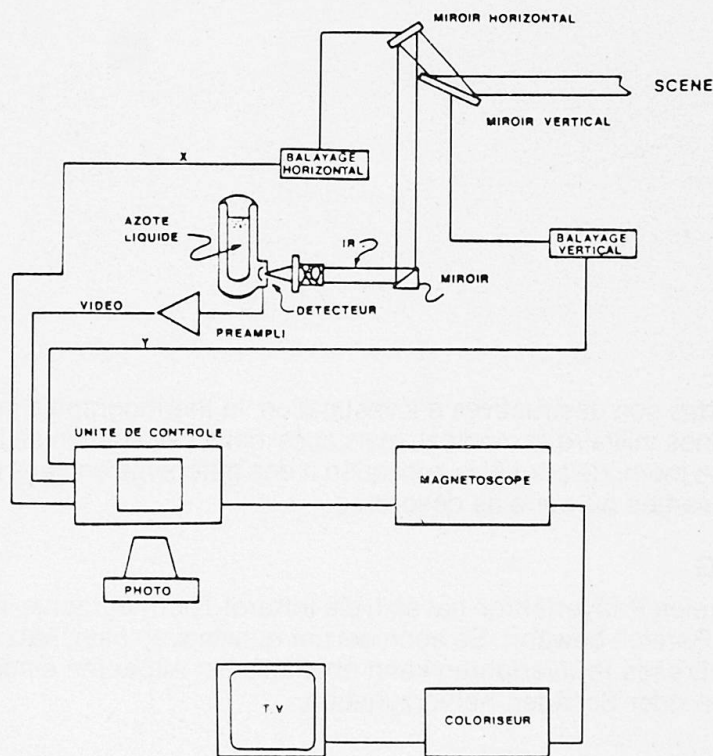 MIROIR HORIZONTAL
SCENE
MIROIR VERTICAL
X
BALAYAGE
HORIZONTAL
AZOTE
LIQUIDE
IR
BALAYAGE
VERTICAL
MIROIR
DETECTEUR
VIDEO
PREAMPLI
Y
UNITE DE CONTROLE
MAGNETOSCOPE
PHOTO
T.V
COLORISEUR